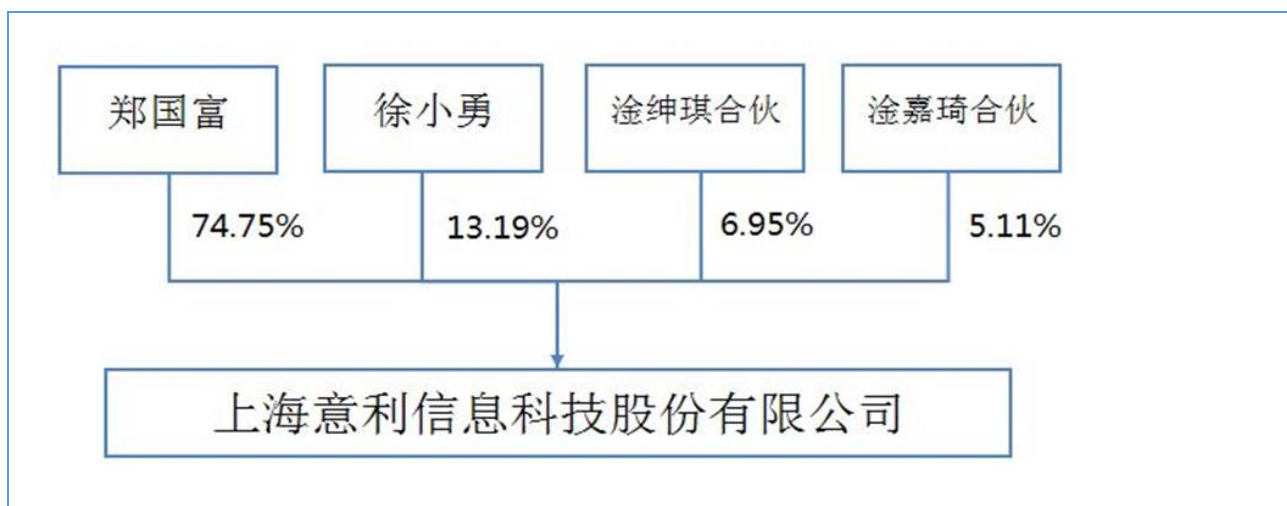 郑国富
徐小勇
淦绅琪合伙
淦嘉琦合伙
74.75%
13.19%
6.95%
5.11%
上海意利信息科技股份有限公司